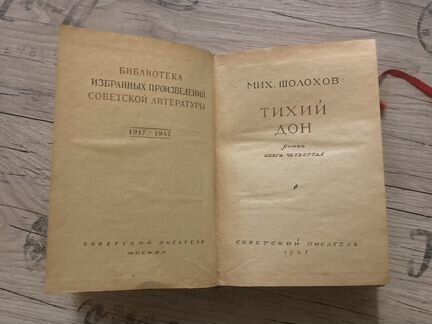 БИБЛИОТЕКА
ИЗБРАННЫХ ПРОИЗВЕДЕНИЙ
СОВЕТСКОЙ ЛИТЕРАТУРЫ
1917-1947
СОВЕТСКИЙ ПИСАТЕЛЬ
МОСКВА
МИХ. ШОЛОХОВ
ТИХИЙ
ДОН
роман
КНИГА ЧЕТВЕРТАЯ
СОВЕТСКИЙ ПИСАТЕЛЬ
1947